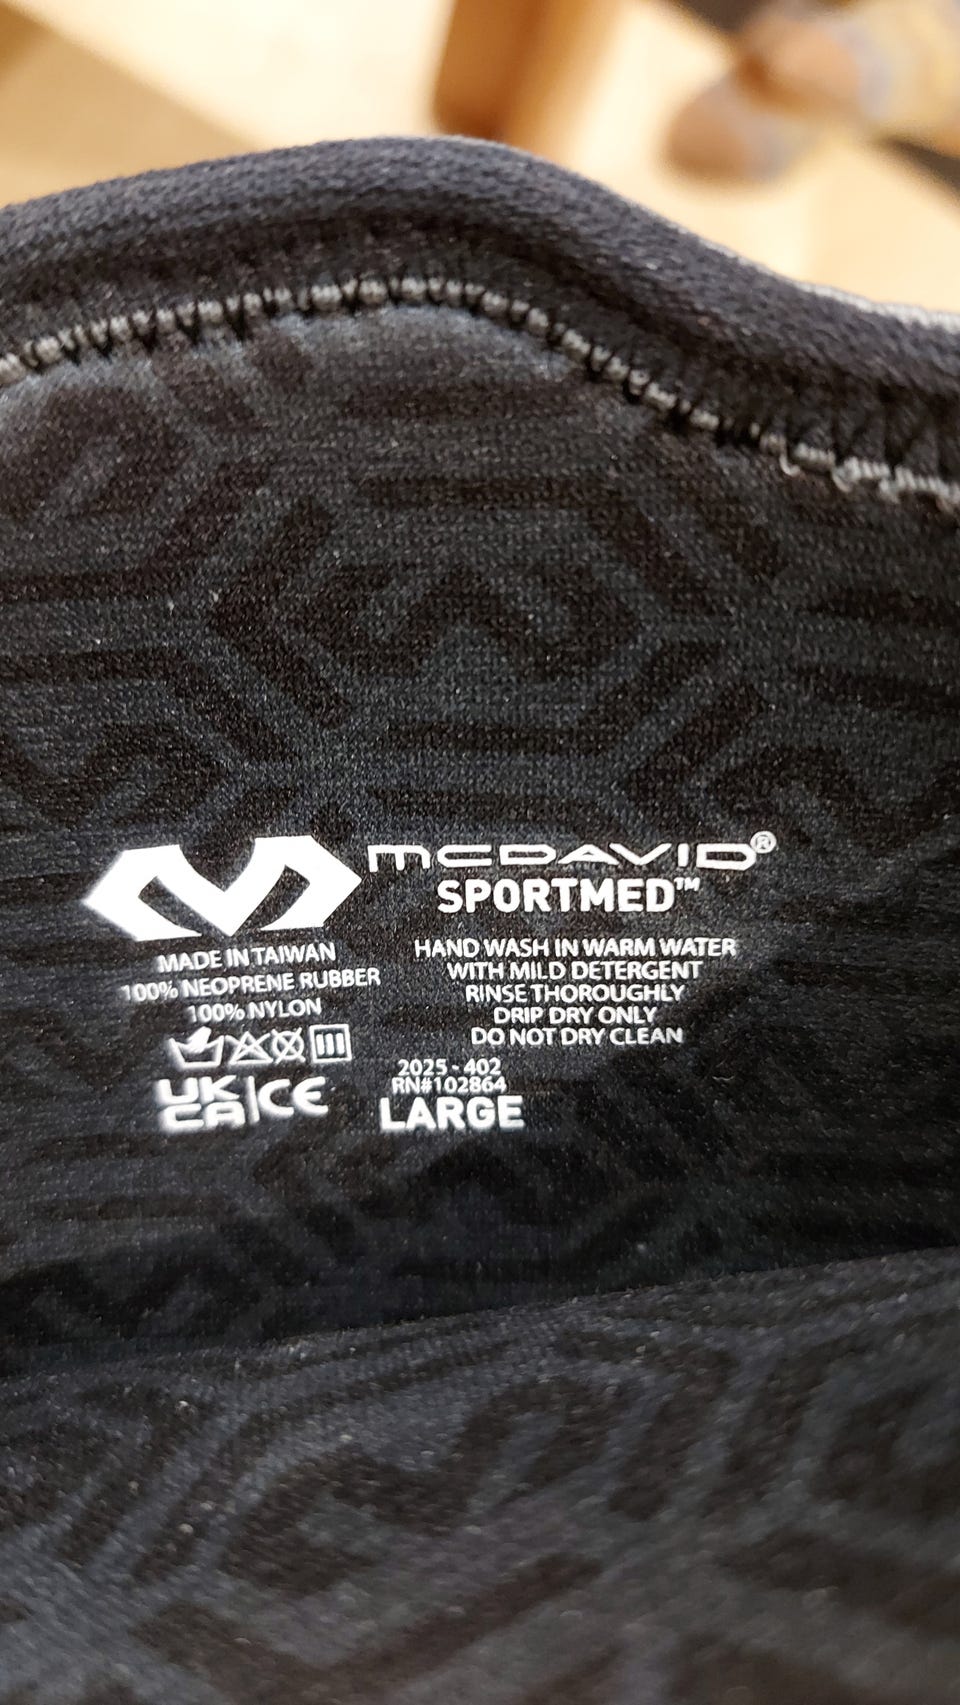 MCDAVID®
SPORTMED™
MADE IN TAIWAN
100% NEOPRENE RUBBER
100% NYLON
UK
CA
CE
HAND WASH IN WARM WATER
WITH MILD DETERGENT
RINSE THOROUGHLY
DRIP DRY ONLY
DO NOT DRY CLEAN
2025 - 402
RN#102864
LARGE